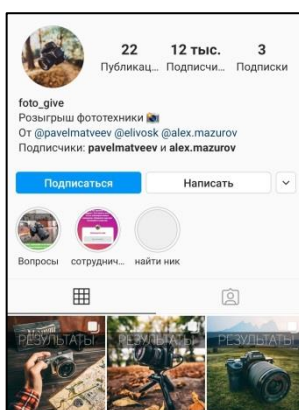 22 12 тыс. 3
Публикац... Подписчи... Подписки
foto_give
Розыгрыш фототехники
От @pavelmatveev @elivosk @alex.mazurov
Подписчики: pavelmatveev и alex.mazurov
Подписаться Написать
Вопросы сотруднич... найти ник
РЕЗУЛЬТАТЫ РЕЗУЛЬТАТЫ РЕЗУЛЬТАТЫ